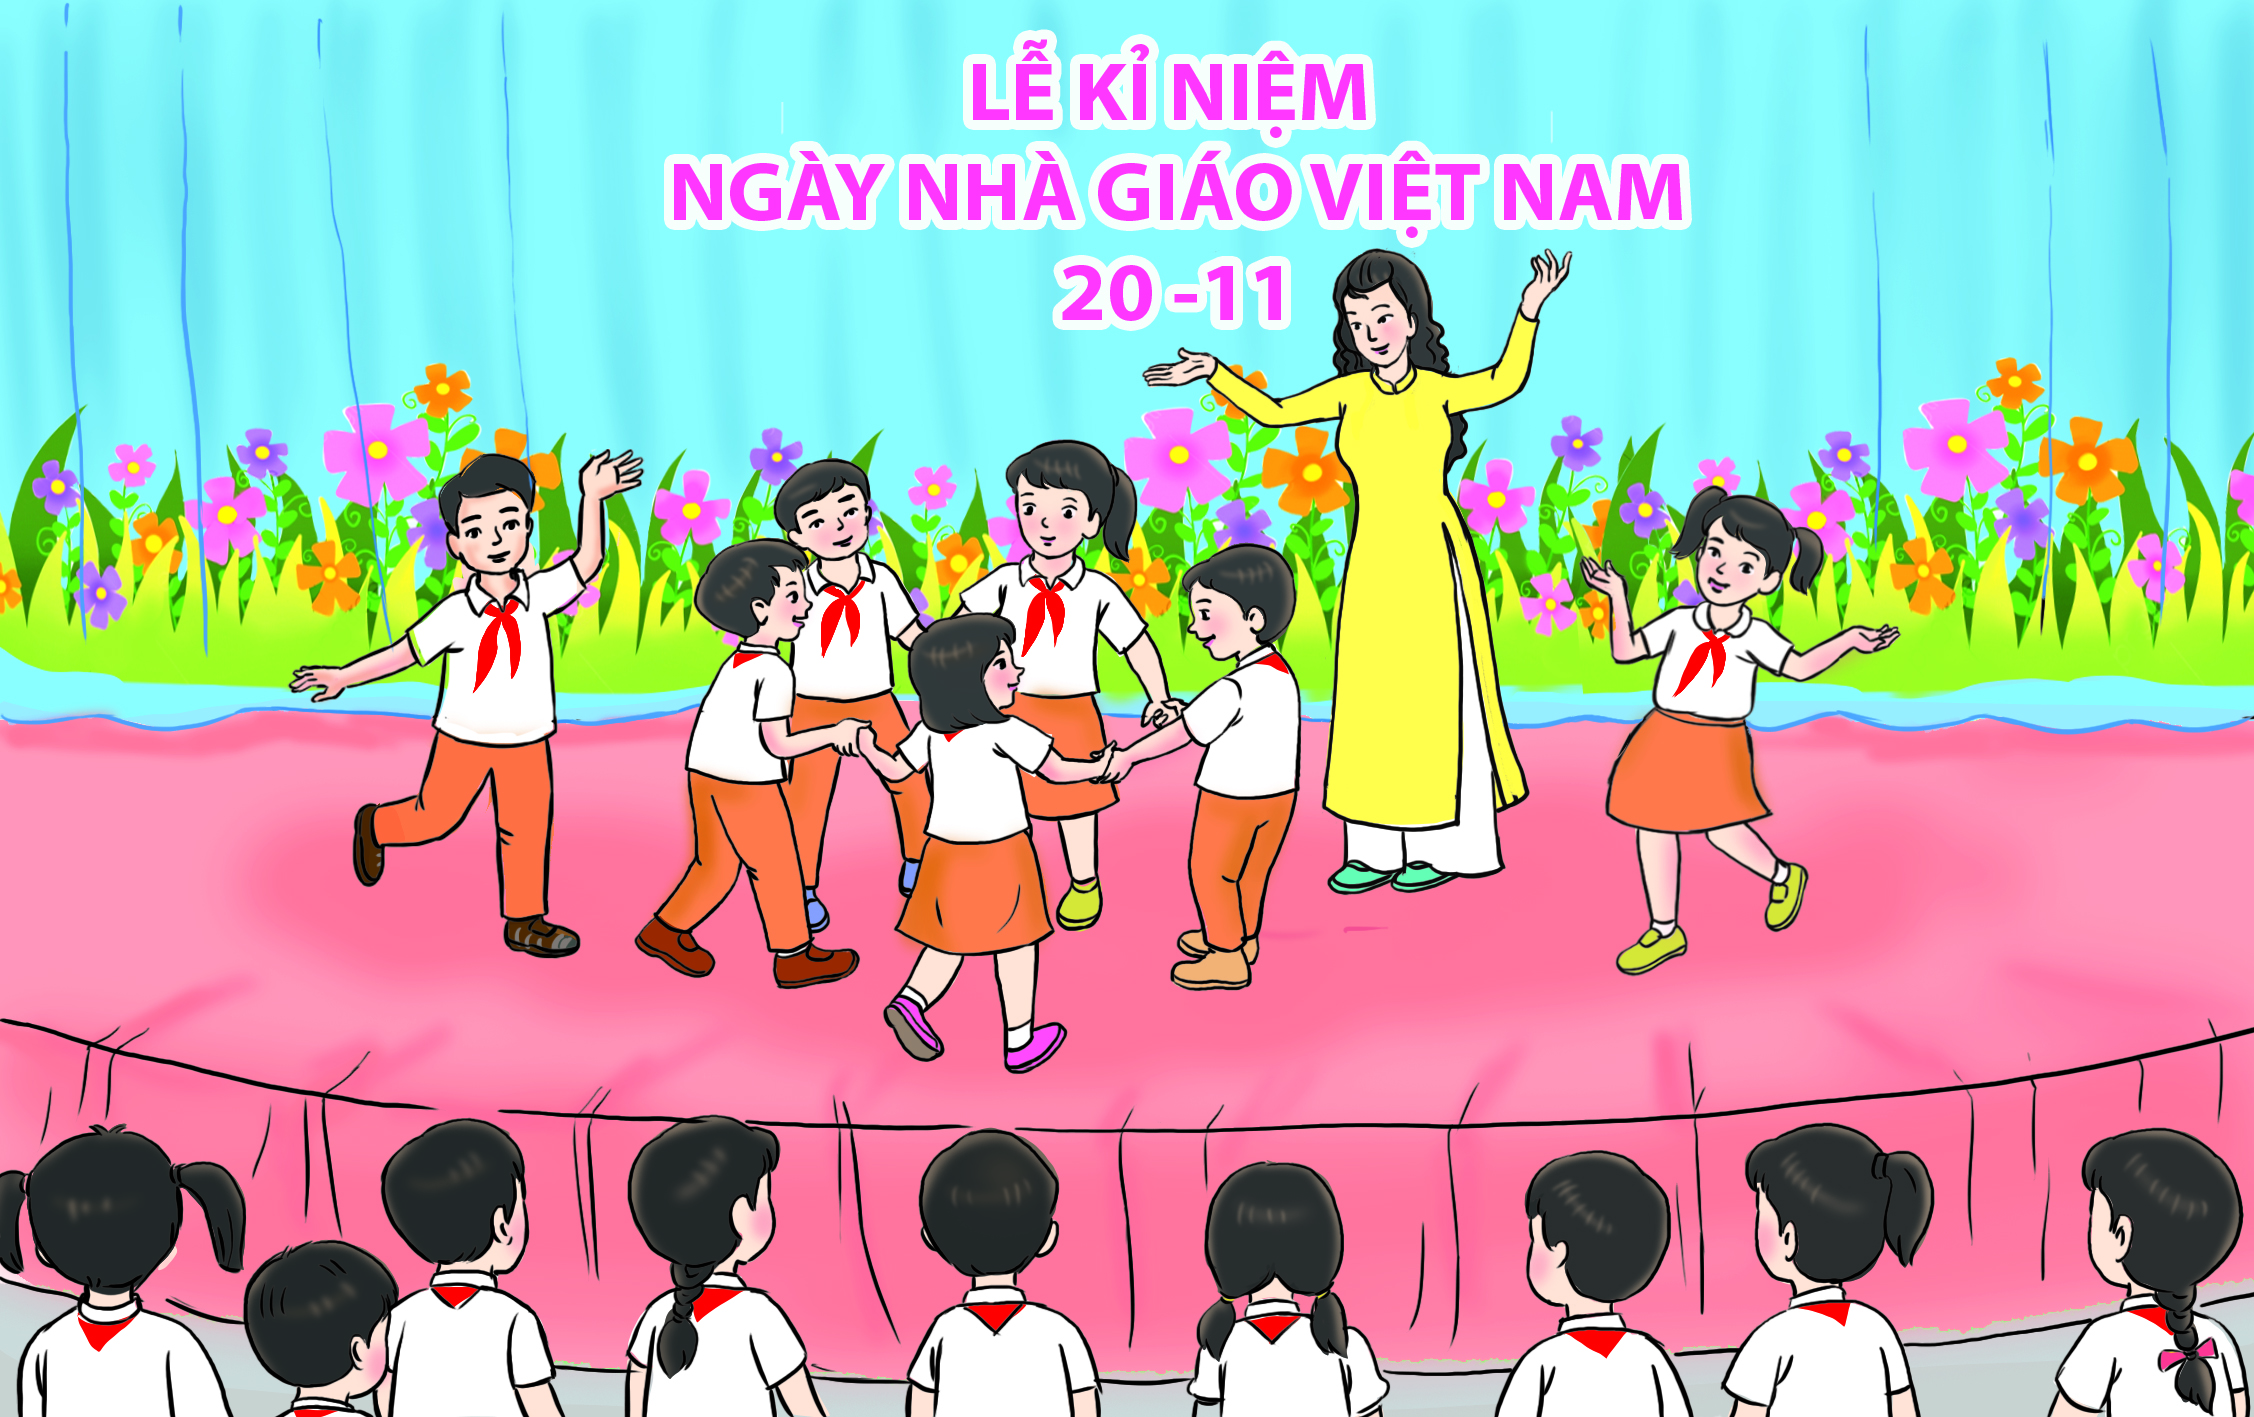 LỄ KỈ NIỆM
NGÀY NHÀ GIÁO VIỆT NAM
20 -11